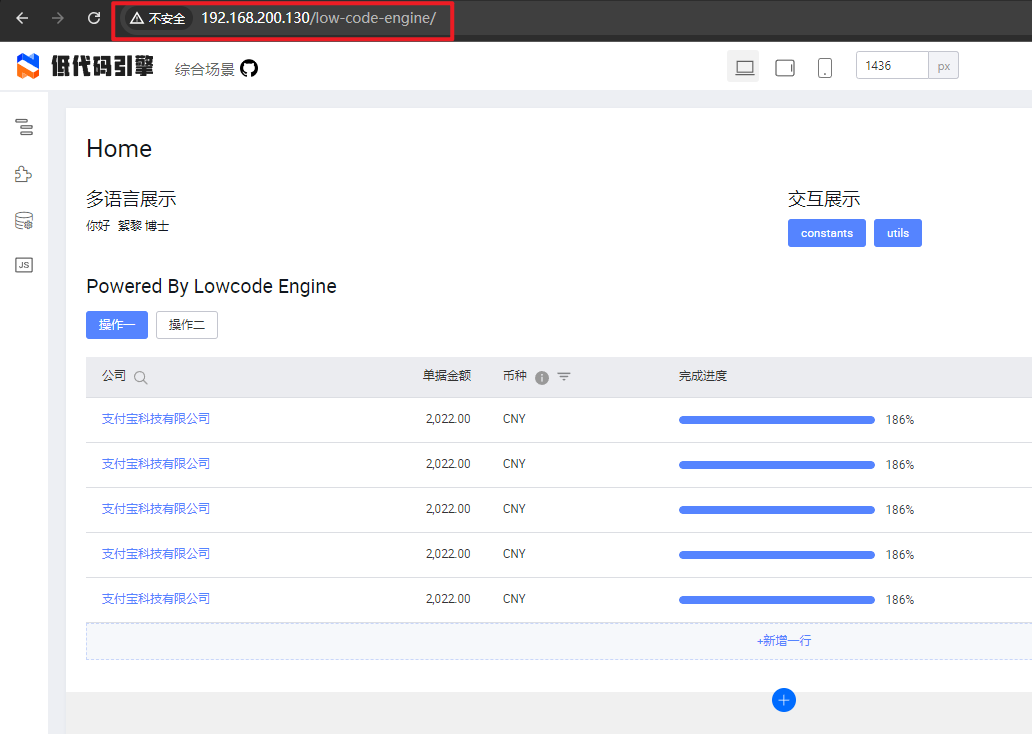 不安全 192.168.200.130/low-code-engine/
低代码引擎 综合场景 1436 px
Home
多语言展示 交互展示
你好 絮黎 博士 constants utils
JS
Powered By Lowcode Engine
操作一 操作二
公司 单据金额 币种 完成进度
支付宝科技有限公司 2,022.00 CNY 186%
支付宝科技有限公司 2,022.00 CNY 186%
支付宝科技有限公司 2,022.00 CNY 186%
支付宝科技有限公司 2,022.00 CNY 186%
支付宝科技有限公司 2,022.00 CNY 186%
+新增一行